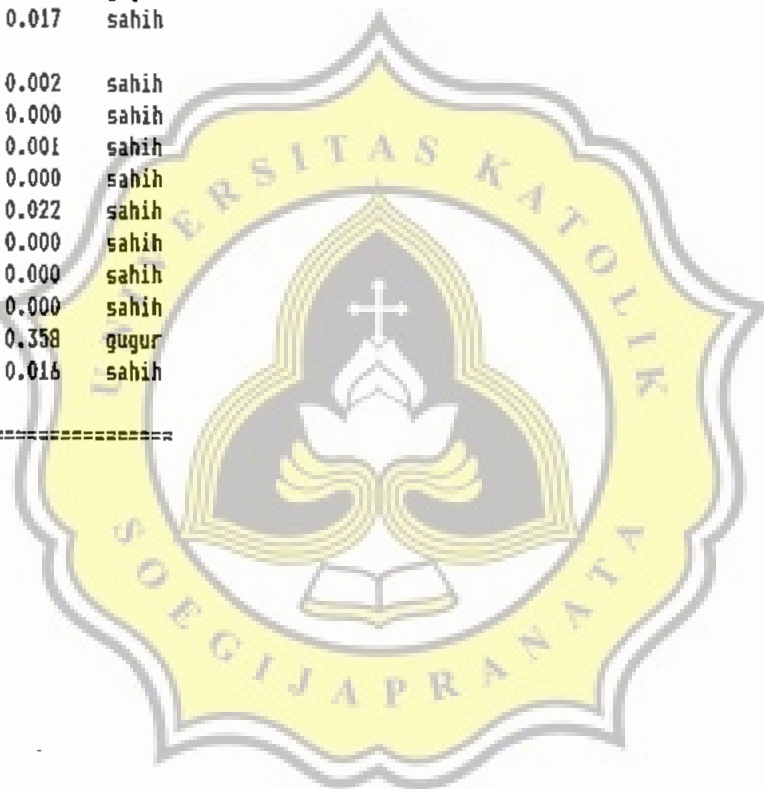 0.017 sahih
0.002 sahih
0.000 sahih
0.001 sahih
0.000 sahih
0.022 sahih
0.000 sahih
0.000 sahih
0.000 sahih
0.358 gugur
0.016 sahih
==================
UNIVERSITAS KATOLIK
SOEGIJAPRANATA